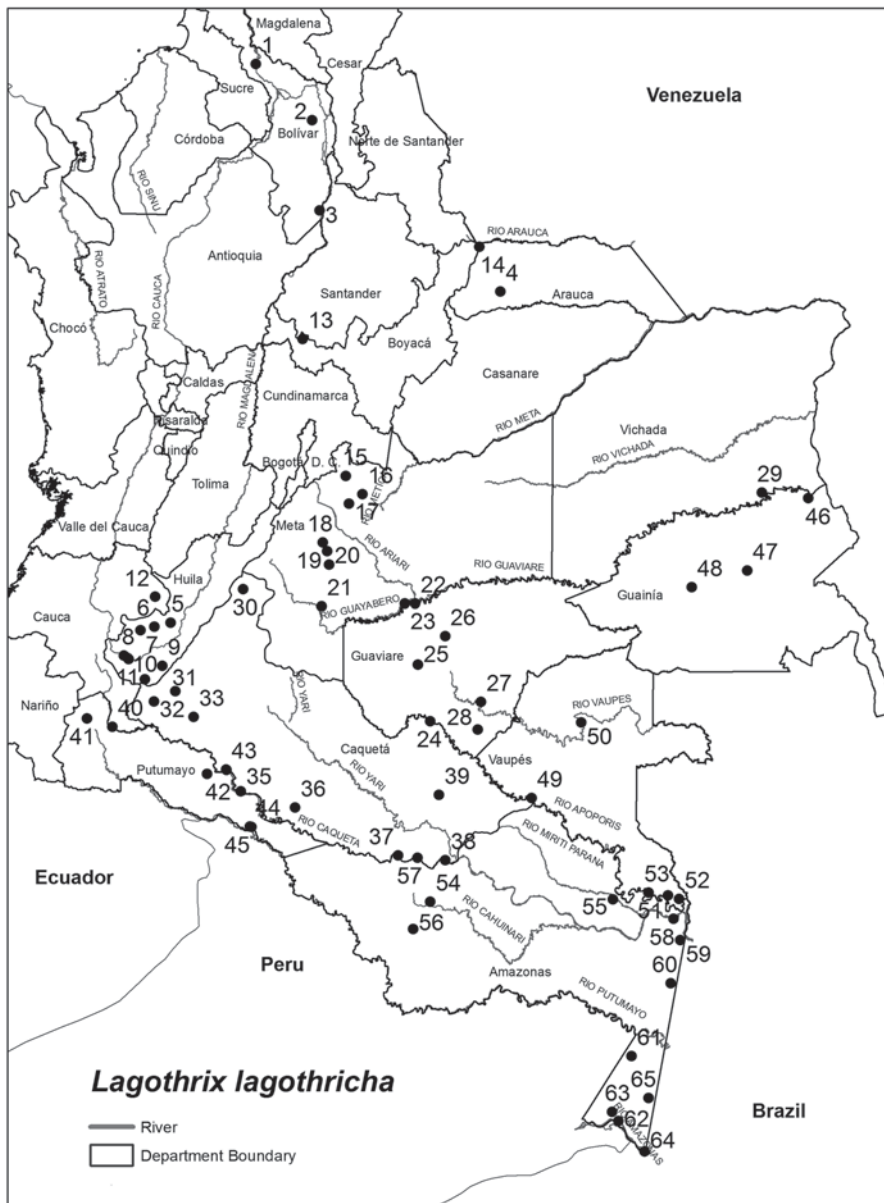 Magdalena
1
Cesar
Sucre
Venezuela
2
Bolívar
Córdoba
Norte de Santander
RIO SINU
3
RIO ARAUCA
Antioquia
RIO ATRATO
RIO CAUCA
14
4
Santander
Arauca
Chocó
13
Boyacá
RIO MAGDALENA
Caldas
Casanare
Cundinamarca
Risaralda
RIO META
Vichada
Quindio
Bogotá D. C.
15
RIO VICHADA
Tolima
16
29
17
46
Valle del Cauca
Meta
18
RIO ARIARI
19
20
47
48
Huila
RIO GUAVIARE
12
30
21
22
Guainía
Cauca
6
5
RIO GUAYABERO
23
26
8
7
Guaviare
25
9
10
11
31
27
RIO YARI
RIO VAUPES
Nariño
32
33
28
50
40
24
41
Caquetá
Vaupés
43
Putumayo
35
36
39
49
42
RIO YARI
44
RIO APOPORIS
45
RIO CAQUETA
37
38
RIO MIRITI PARANA
57
54
53
52
Ecuador
55
51
56
RIO CAHUINARI
58
59
Peru
Amazonas
60
RIO PUTUMAYO
61
Lagothrix lagothricha
63
65
62
Brazil
River
RIO AMAZONAS
64
Department Boundary